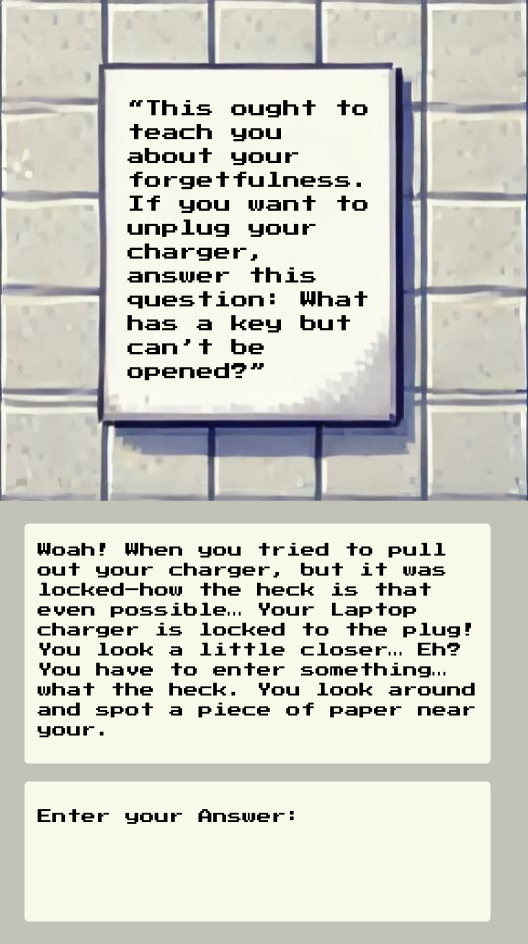 “This ought to
teach you
about your
forgetfulness.
If you want to
unplug your
charger,
answer this
question: What
has a key but
can’t be
opened?”
Woah! When you tried to pull
out your charger, but it was
locked—how the heck is that
even possible… Your Laptop
charger is locked to the plug!
You look a little closer… Eh?
You have to enter something…
what the heck. You look around
and spot a piece of paper near
your.
Enter your Answer: